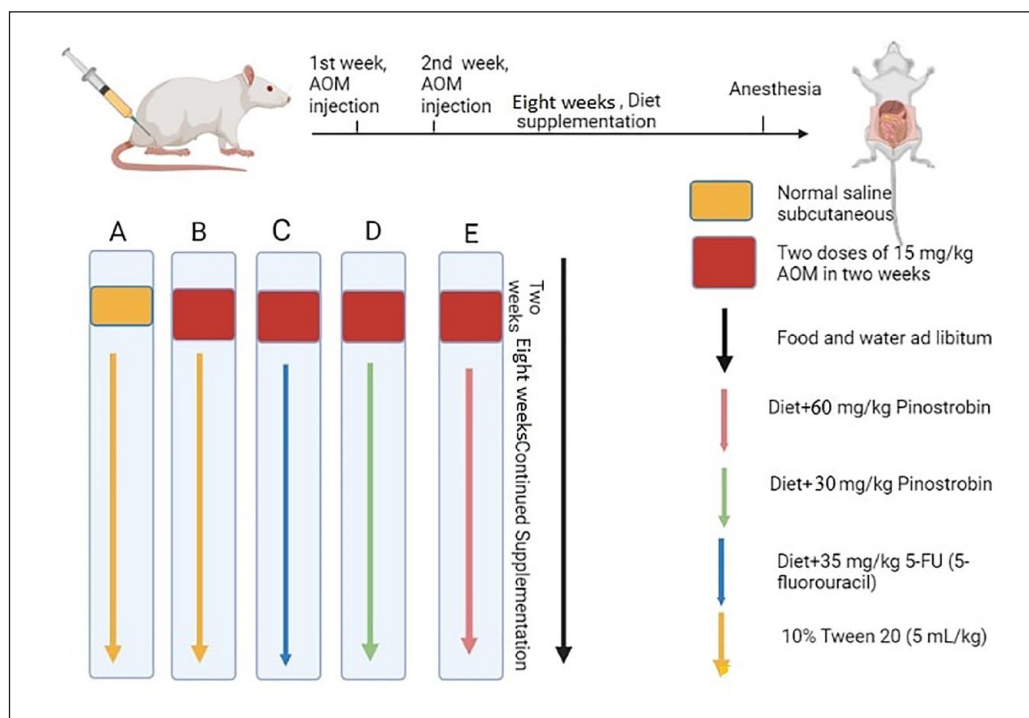 1st week,
AOM
injection
2nd week,
AOM
injection
Eight weeks, Diet
supplementation
Anesthesia
Normal saline
subcutaneous
Two doses of 15 mg/kg
AOM in two weeks
Food and water ad libitum
Diet+60 mg/kg Pinostrobin
Diet+30 mg/kg Pinostrobin
Diet+35 mg/kg 5-FU (5-
fluorouracil)
10% Tween 20 (5 mL/kg)
A
B
C
D
E
Two
weeks
Eight weeksContinued Supplementation